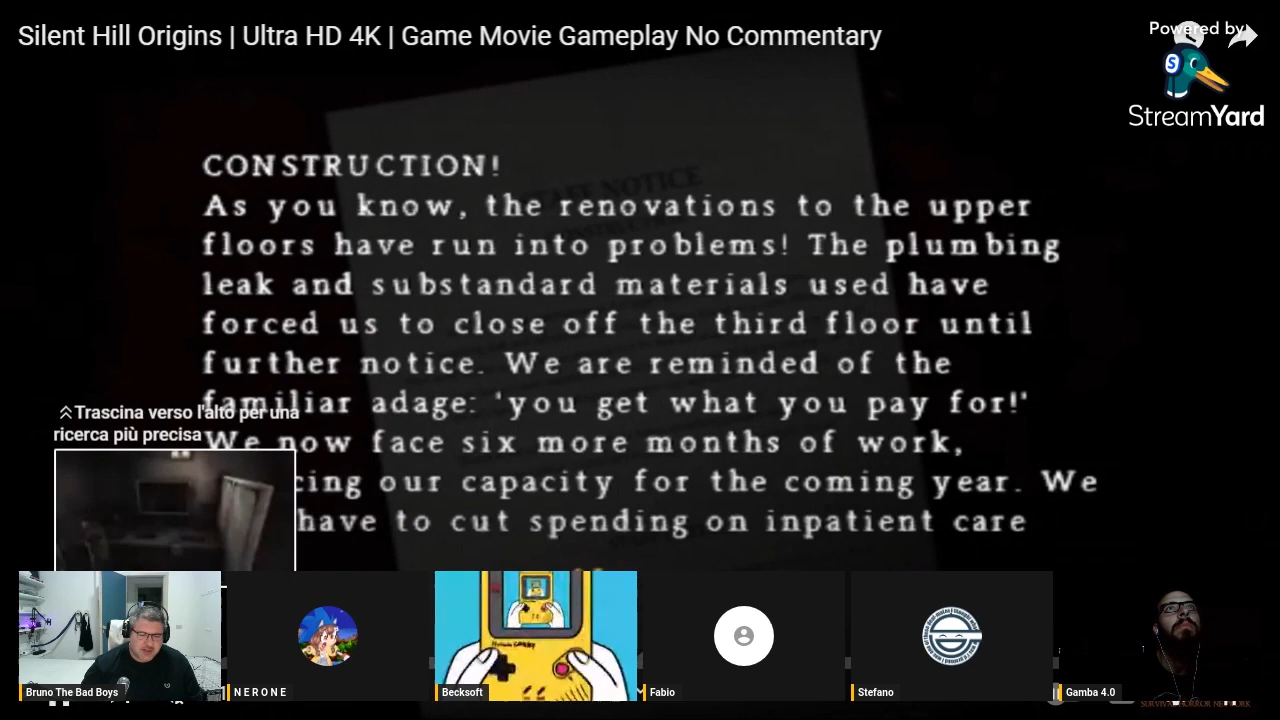 Silent Hill Origins | Ultra HD 4K | Game Movie Gameplay No Commentary
Powered by
StreamYard
STAFF NOTICE
CONSTRUCTION!
As you know, the renovations to the upper
floors have run into problems! The plumbing
leak and substandard materials used have
forced us to close off the third floor until
further notice. We are reminded of the
familiar adage: 'you get what you pay for!'
We now face six more months of work,
our capacity for the coming year. We
have to cut spending on inpatient care
Trascina verso l'alto per una
ricerca più precisa
Bruno The Bad Boys
N E R O N E
Becksoft
Fabio
Stefano
Gamba 4.0
SURVIVAL HORROR NETWORK